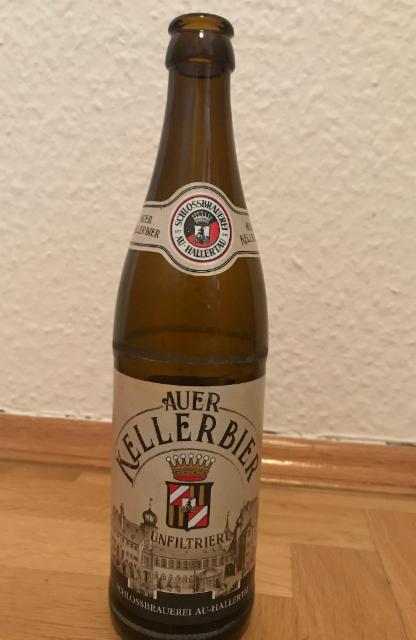 AUER
KELLERBIER
SCHLOSSBRAUEREI
AU-HALLERTAU
AUER
KELLERBIER
UNFILTRIERT
SCHLOSSBRAUEREI AU-HALLERTAU